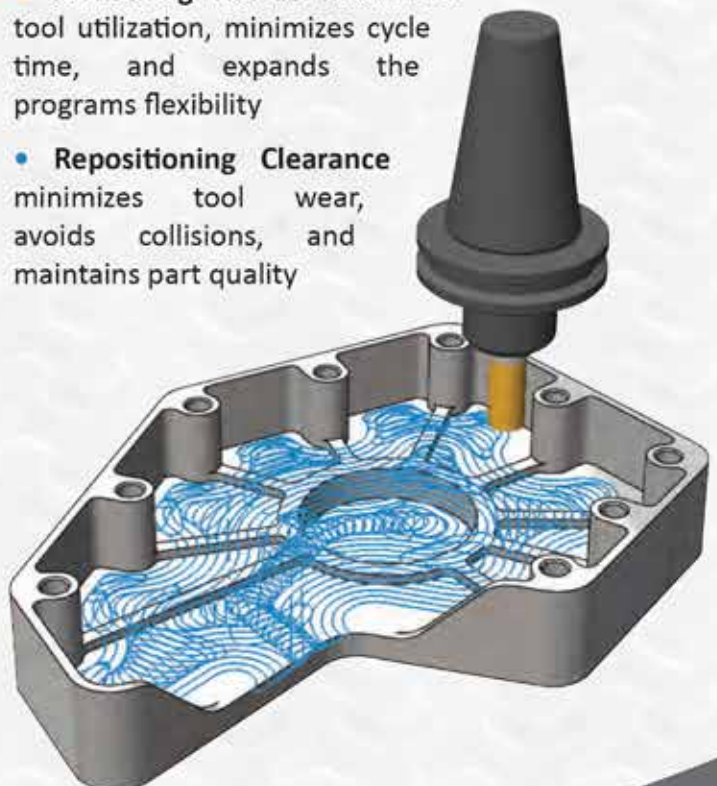 tool utilization, minimizes cycle
time, and expands the
programs flexibility
• Repositioning Clearance
minimizes tool wear,
avoids collisions, and
maintains part quality